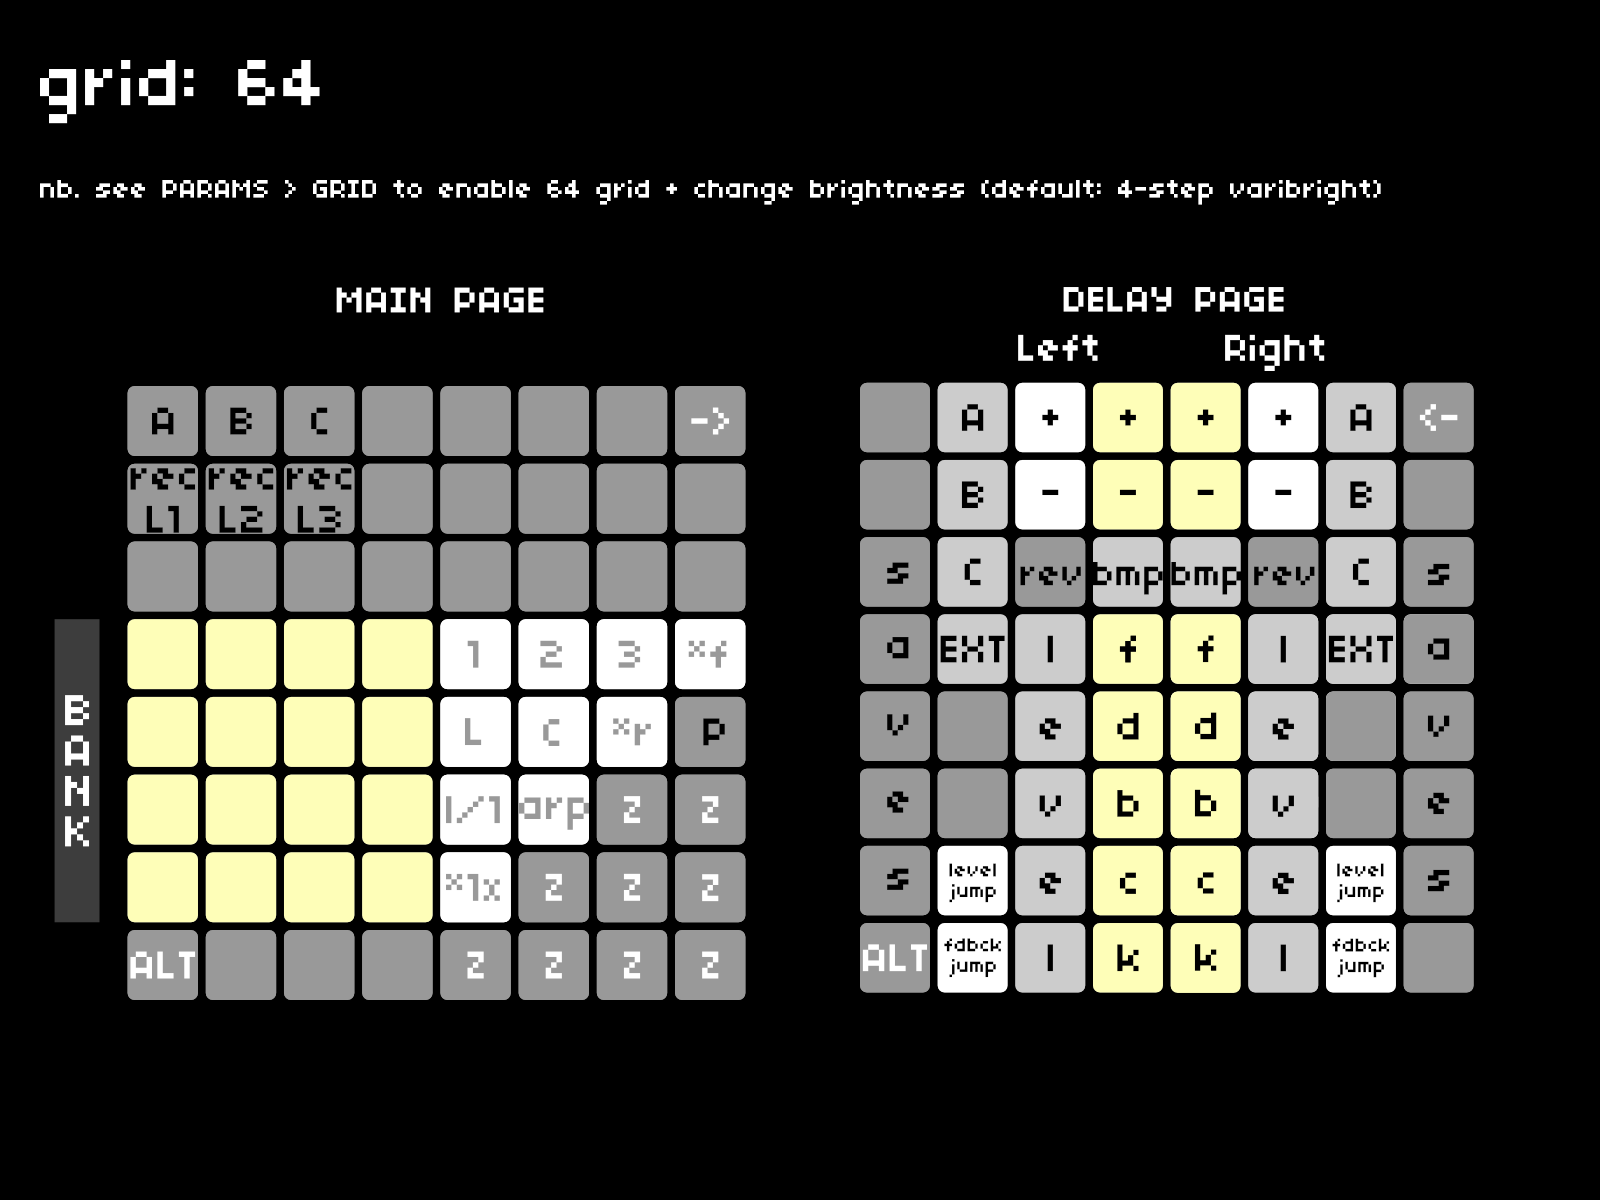 grid: 64
nb. see PARAMS > GRID to enable 64 grid + change brightness (default: 4-step varibright)
MAIN PAGE
A B C ->
rec L1 rec L2 rec L3
BANK
1 2 3 *f
L C *r p
1/1 arp z z
*1x z z z
ALT z z z z
DELAY PAGE
Left Right
A + + + + A <-
B - - - - B
s C rev bmp bmp rev C s
a EXT l f f l EXT a
v e d d e v
e v b b v e
s level jump e c c e level jump s
ALT fdbck jump l k k l fdbck jump